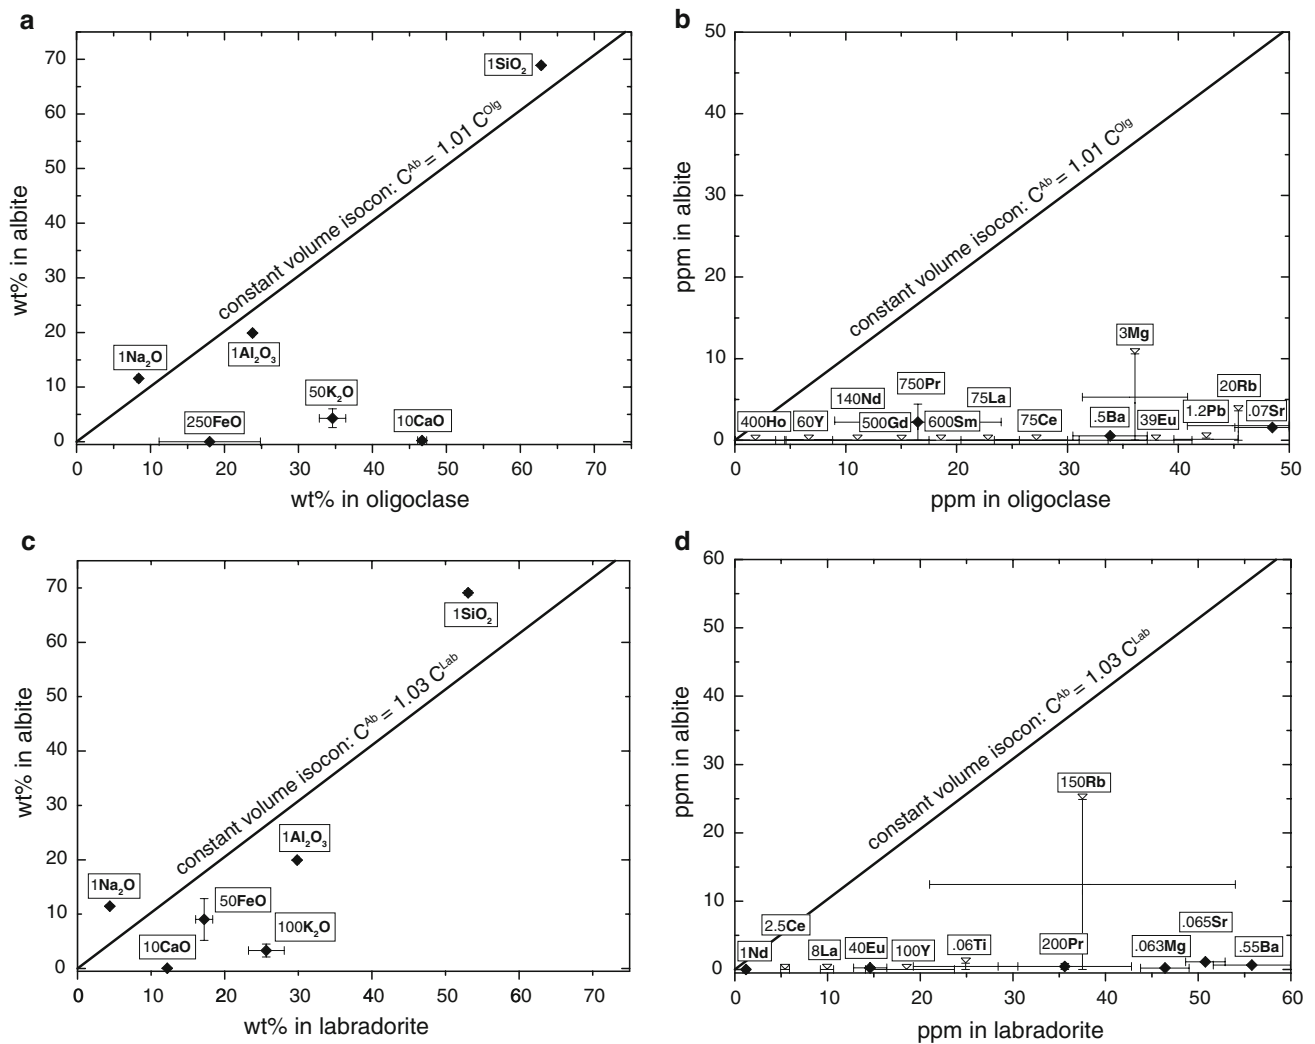 a
70
60
50
40
30
20
10
0
wt% in albite
0 10 20 30 40 50 60 70
wt% in oligoclase
constant volume isocon: C^Ab = 1.01 C^Olg
1SiO₂
1Na₂O
1Al₂O₃
50K₂O
250FeO
10CaO
b
50
40
30
20
10
0
ppm in albite
0 10 20 30 40 50
ppm in oligoclase
constant volume isocon: C^Ab = 1.01 C^Olg
3Mg
750Pr
20Rb
140Nd
75La
400Ho
60Y
500Gd
600Sm
75Ce
.5Ba
39Eu
1.2Pb
.07Sr
c
70
60
50
40
30
20
10
0
wt% in albite
0 10 20 30 40 50 60 70
wt% in labradorite
constant volume isocon: C^Ab = 1.03 C^Lab
1SiO₂
1Al₂O₃
1Na₂O
50FeO
100K₂O
10CaO
d
60
50
40
30
20
10
0
ppm in albite
0 10 20 30 40 50 60
ppm in labradorite
constant volume isocon: C^Ab = 1.03 C^Lab
150Rb
2.5Ce
.065Sr
1Nd
8La
40Eu
100Y
.06Ti
200Pr
.063Mg
.55Ba